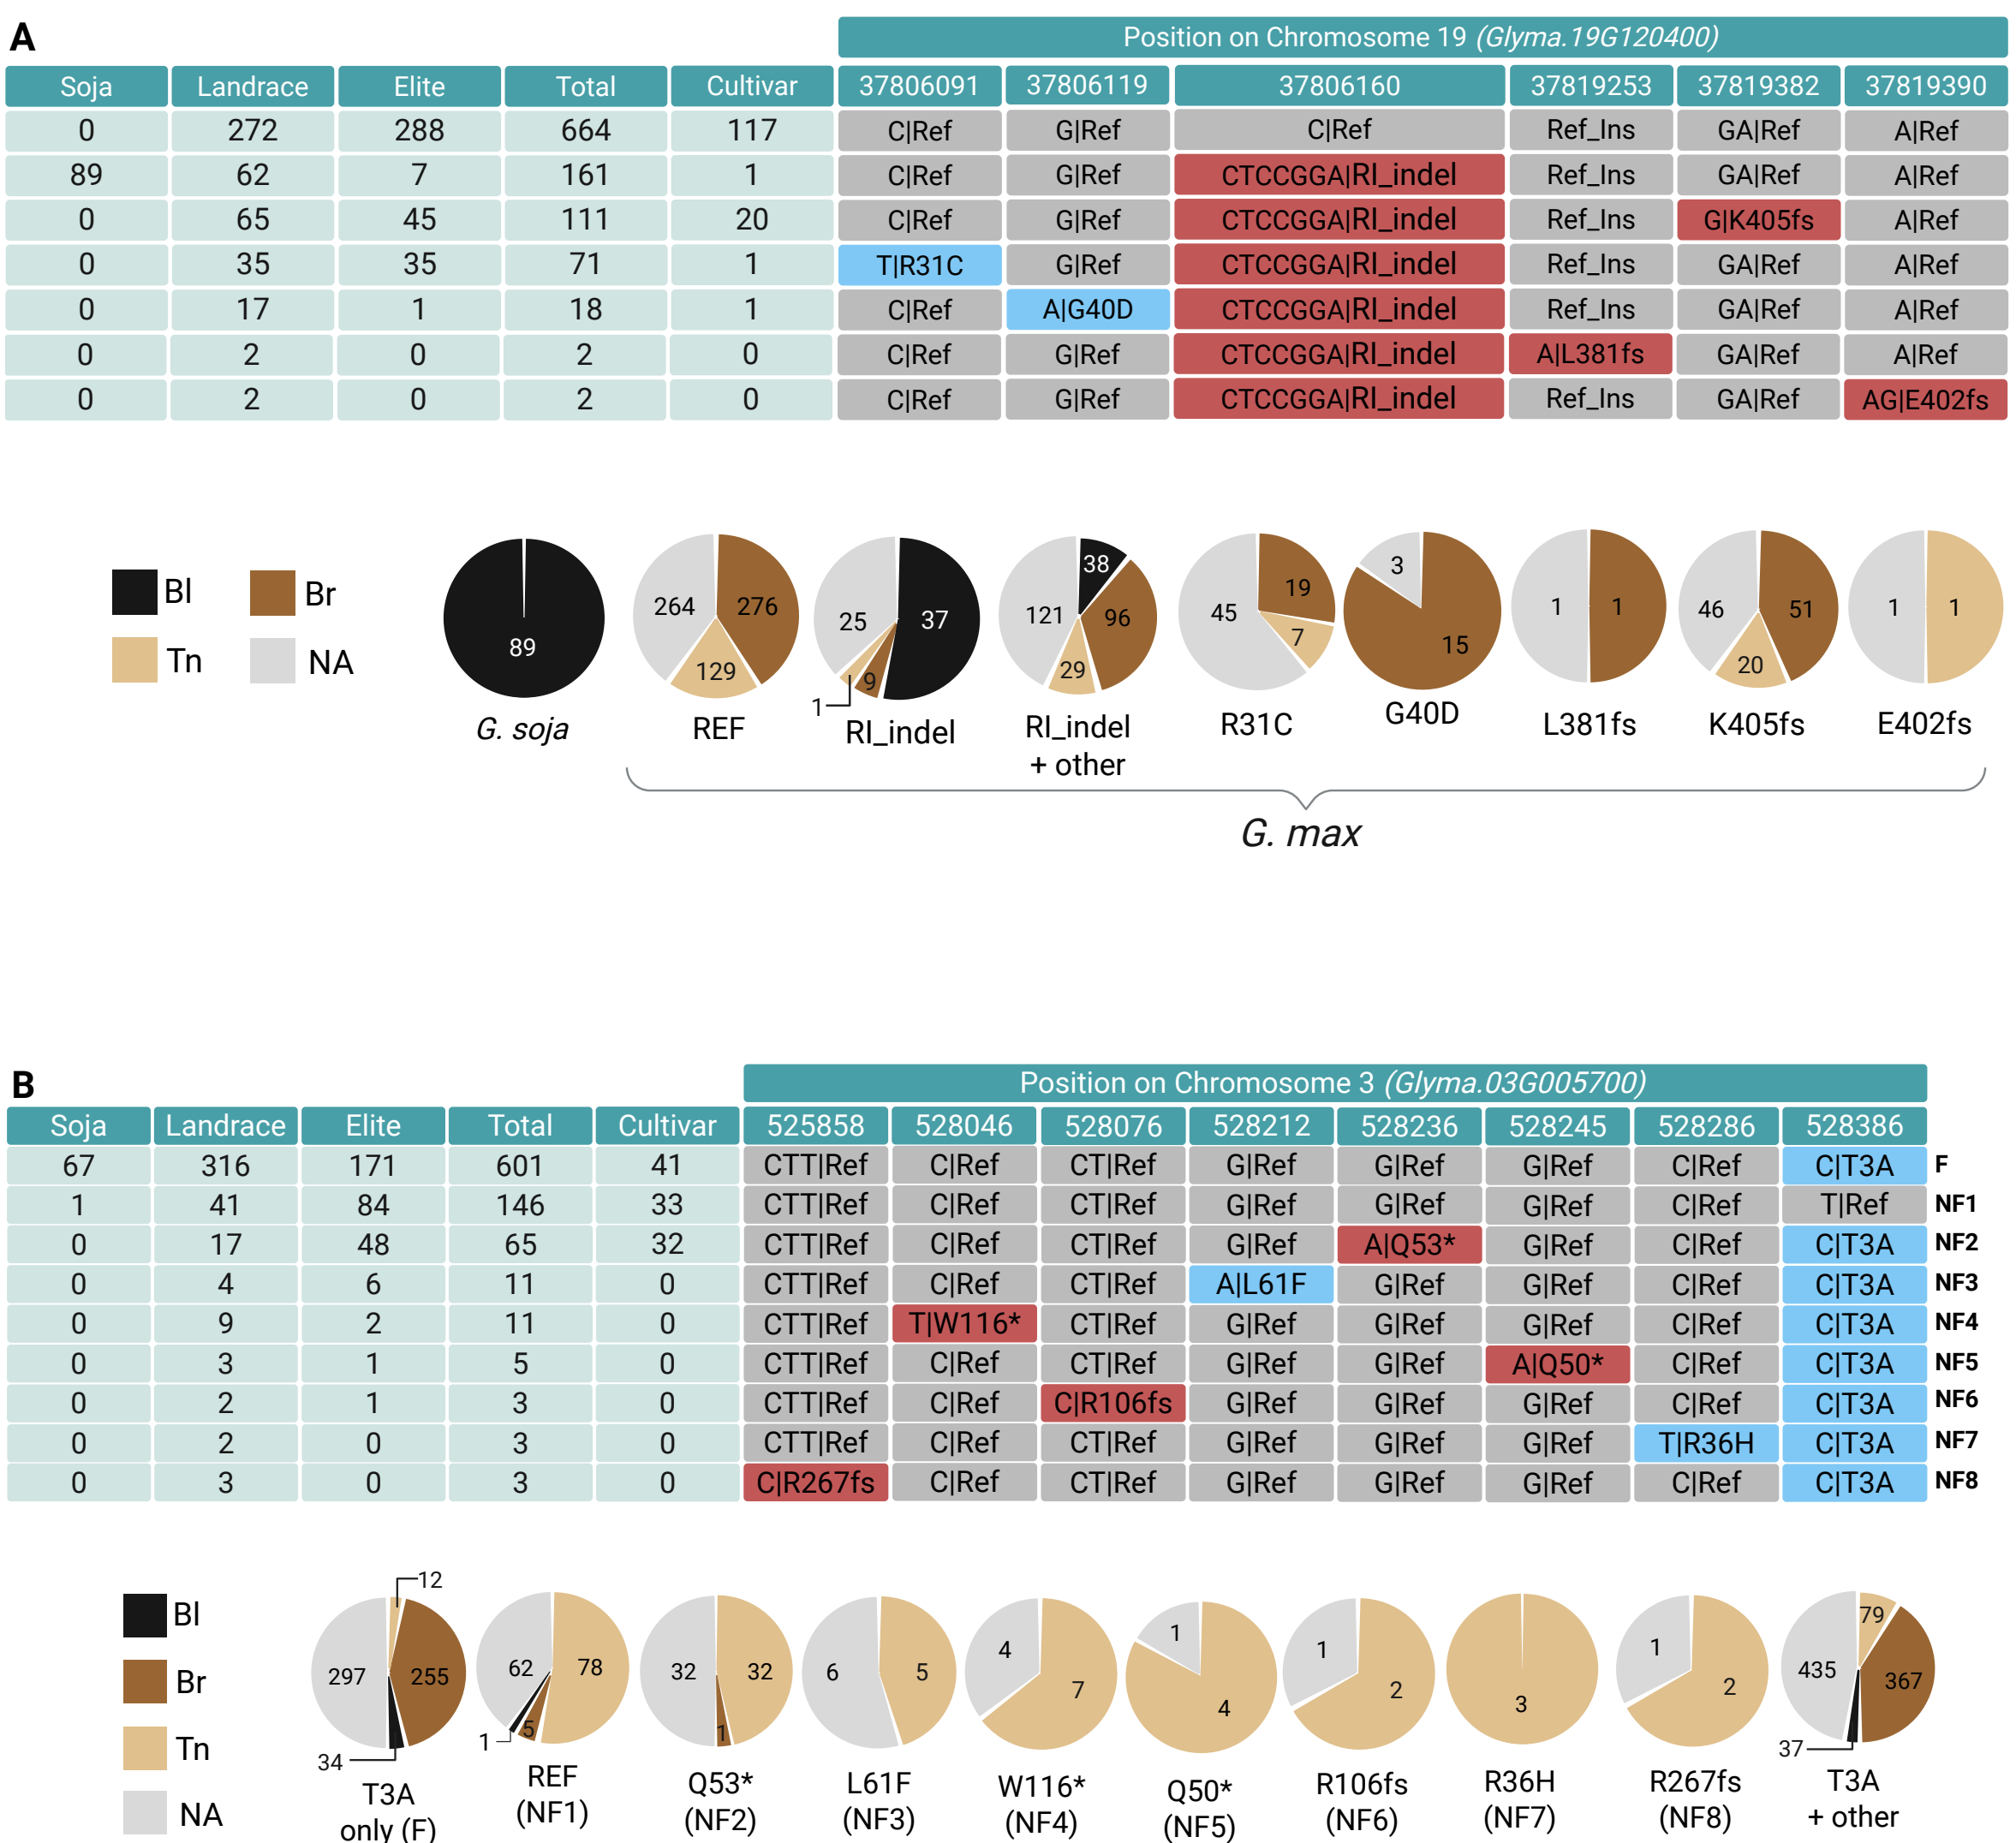 A
Position on Chromosome 19 (Glyma.19G120400)
Soja Landrace Elite Total Cultivar 37806091 37806119 37806160 37819253 37819382 37819390
0 272 288 664 117 C|Ref G|Ref C|Ref Ref_Ins GA|Ref A|Ref
89 62 7 161 1 C|Ref G|Ref CTCCGGA|RI_indel Ref_Ins GA|Ref A|Ref
0 65 45 111 20 C|Ref G|Ref CTCCGGA|RI_indel Ref_Ins G|K405fs A|Ref
0 35 35 71 1 T|R31C G|Ref CTCCGGA|RI_indel Ref_Ins GA|Ref A|Ref
0 17 1 18 1 C|Ref A|G40D CTCCGGA|RI_indel Ref_Ins GA|Ref A|Ref
0 2 0 2 0 C|Ref G|Ref CTCCGGA|RI_indel A|L381fs GA|Ref A|Ref
0 2 0 2 0 C|Ref G|Ref CTCCGGA|RI_indel Ref_Ins GA|Ref AG|E402fs
Bl Br
Tn NA
89
G. soja
264 276 129
REF
25 37 9 1
RI_indel
38 121 96 29
RI_indel
+ other
19 45 7
R31C
3 15
G40D
1 1
L381fs
46 51 20
K405fs
1 1
E402fs
G. max
B
Position on Chromosome 3 (Glyma.03G005700)
Soja Landrace Elite Total Cultivar 525858 528046 528076 528212 528236 528245 528286 528386
67 316 171 601 41 CTT|Ref C|Ref CT|Ref G|Ref G|Ref G|Ref C|Ref C|T3A F
1 41 84 146 33 CTT|Ref C|Ref CT|Ref G|Ref G|Ref G|Ref C|Ref T|Ref NF1
0 17 48 65 32 CTT|Ref C|Ref CT|Ref G|Ref A|Q53* G|Ref C|Ref C|T3A NF2
0 4 6 11 0 CTT|Ref C|Ref CT|Ref A|L61F G|Ref G|Ref C|Ref C|T3A NF3
0 9 2 11 0 CTT|Ref T|W116* CT|Ref G|Ref G|Ref G|Ref C|Ref C|T3A NF4
0 3 1 5 0 CTT|Ref C|Ref CT|Ref G|Ref G|Ref A|Q50* C|Ref C|T3A NF5
0 2 1 3 0 CTT|Ref C|Ref C|R106fs G|Ref G|Ref G|Ref C|Ref C|T3A NF6
0 2 0 3 0 CTT|Ref C|Ref CT|Ref G|Ref G|Ref G|Ref T|R36H C|T3A NF7
0 3 0 3 0 C|R267fs C|Ref CT|Ref G|Ref G|Ref G|Ref C|Ref C|T3A NF8
Bl
Br
Tn
NA
12 297 255 34
T3A
only (F)
62 78 5 1
REF
(NF1)
32 32 1
Q53*
(NF2)
6 5
L61F
(NF3)
4 7
W116*
(NF4)
1 4
Q50*
(NF5)
1 2
R106fs
(NF6)
3
R36H
(NF7)
1 2
R267fs
(NF8)
79 435 367 37
T3A
+ other